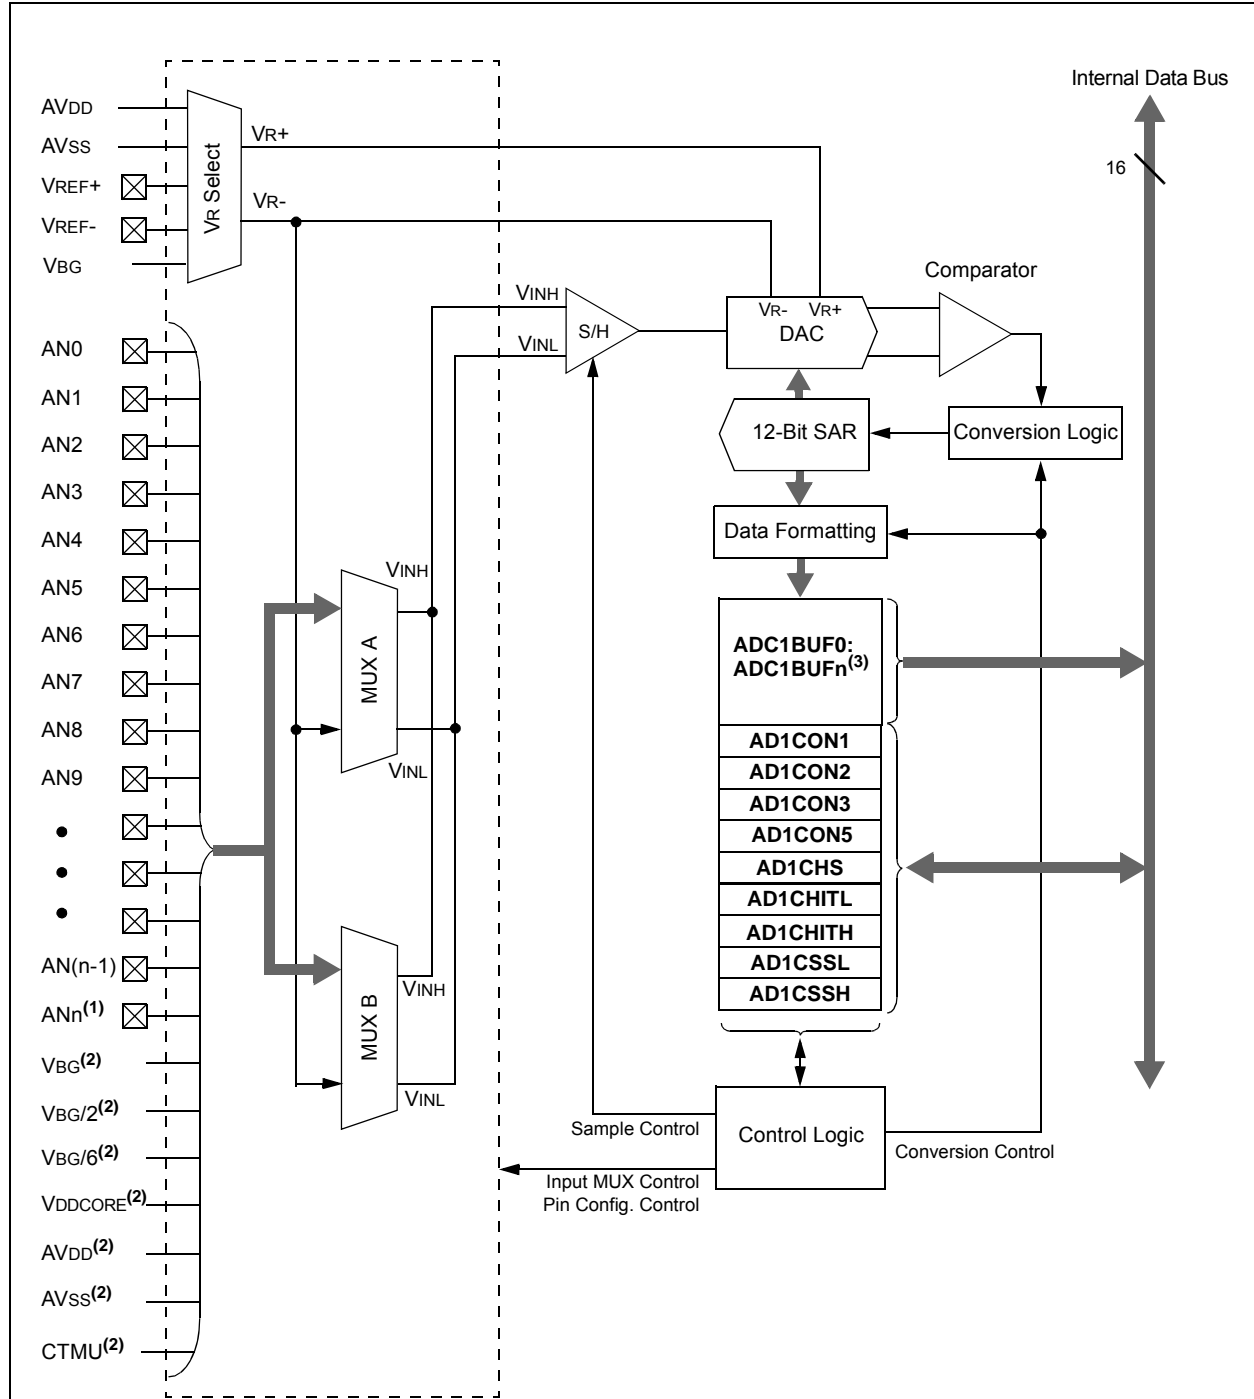 Internal Data Bus
16
AVDD
AVSS
VREF+
VREF-
VBG
VR Select
VR+
VR-
Comparator
VINH
VINL
S/H
VR- VR+
DAC
12-Bit SAR
Conversion Logic
Data Formatting
AN0
AN1
AN2
AN3
AN4
AN5
AN6
AN7
AN8
AN9
AN(n-1)
ANn(1)
VBG(2)
VBG/2(2)
VBG/6(2)
VDDCORE(2)
AVDD(2)
AVSS(2)
CTMU(2)
VINH
MUX A
VINL
MUX B
VINH
VINL
ADC1BUF0:
ADC1BUFn(3)
AD1CON1
AD1CON2
AD1CON3
AD1CON5
AD1CHS
AD1CHITL
AD1CHITH
AD1CSSL
AD1CSSH
Sample Control
Control Logic
Conversion Control
Input MUX Control
Pin Config. Control